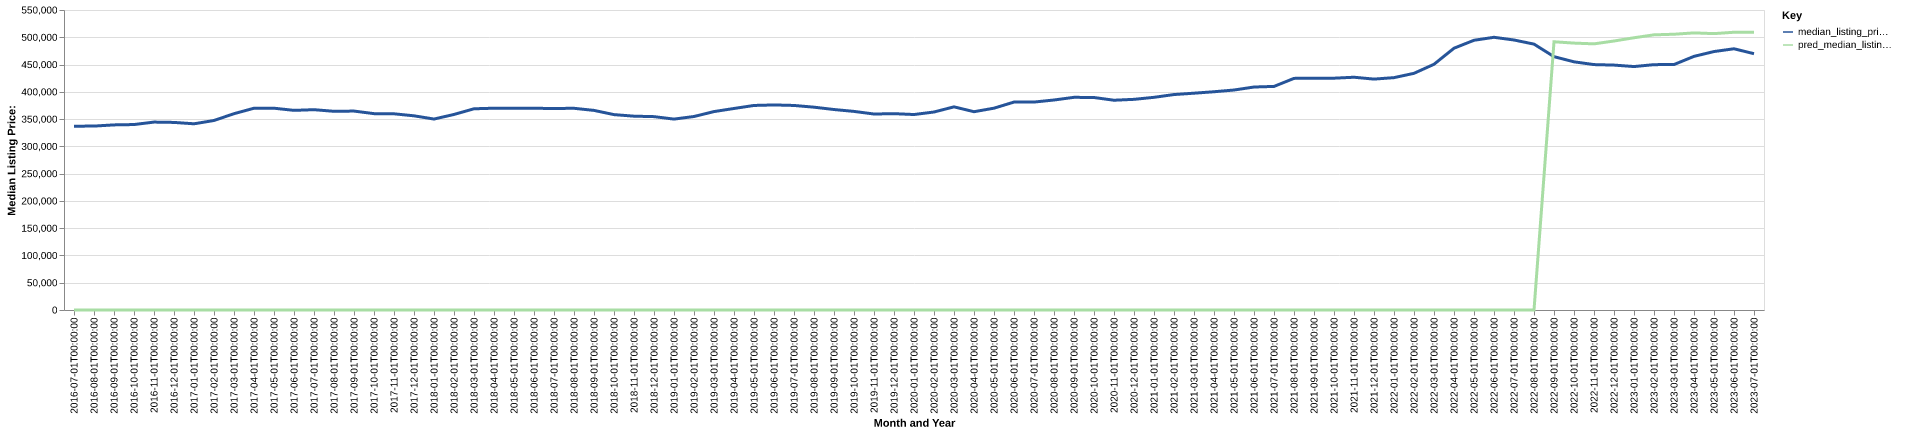 550,000
500,000
450,000
400,000
350,000
300,000
250,000
200,000
150,000
100,000
50,000
0
Median Listing Price:
2016-07-01T00:00:00
2016-08-01T00:00:00
2016-09-01T00:00:00
2016-10-01T00:00:00
2016-11-01T00:00:00
2016-12-01T00:00:00
2017-01-01T00:00:00
2017-02-01T00:00:00
2017-03-01T00:00:00
2017-04-01T00:00:00
2017-05-01T00:00:00
2017-06-01T00:00:00
2017-07-01T00:00:00
2017-08-01T00:00:00
2017-09-01T00:00:00
2017-10-01T00:00:00
2017-11-01T00:00:00
2017-12-01T00:00:00
2018-01-01T00:00:00
2018-02-01T00:00:00
2018-03-01T00:00:00
2018-04-01T00:00:00
2018-05-01T00:00:00
2018-06-01T00:00:00
2018-07-01T00:00:00
2018-08-01T00:00:00
2018-09-01T00:00:00
2018-10-01T00:00:00
2018-11-01T00:00:00
2018-12-01T00:00:00
2019-01-01T00:00:00
2019-02-01T00:00:00
2019-03-01T00:00:00
2019-04-01T00:00:00
2019-05-01T00:00:00
2019-06-01T00:00:00
2019-07-01T00:00:00
2019-08-01T00:00:00
2019-09-01T00:00:00
2019-10-01T00:00:00
2019-11-01T00:00:00
2019-12-01T00:00:00
2020-01-01T00:00:00
2020-02-01T00:00:00
2020-03-01T00:00:00
2020-04-01T00:00:00
2020-05-01T00:00:00
2020-06-01T00:00:00
2020-07-01T00:00:00
2020-08-01T00:00:00
2020-09-01T00:00:00
2020-10-01T00:00:00
2020-11-01T00:00:00
2020-12-01T00:00:00
2021-01-01T00:00:00
2021-02-01T00:00:00
2021-03-01T00:00:00
2021-04-01T00:00:00
2021-05-01T00:00:00
2021-06-01T00:00:00
2021-07-01T00:00:00
2021-08-01T00:00:00
2021-09-01T00:00:00
2021-10-01T00:00:00
2021-11-01T00:00:00
2021-12-01T00:00:00
2022-01-01T00:00:00
2022-02-01T00:00:00
2022-03-01T00:00:00
2022-04-01T00:00:00
2022-05-01T00:00:00
2022-06-01T00:00:00
2022-07-01T00:00:00
2022-08-01T00:00:00
2022-09-01T00:00:00
2022-10-01T00:00:00
2022-11-01T00:00:00
2022-12-01T00:00:00
2023-01-01T00:00:00
2023-02-01T00:00:00
2023-03-01T00:00:00
2023-04-01T00:00:00
2023-05-01T00:00:00
2023-06-01T00:00:00
2023-07-01T00:00:00
Month and Year
Key
median_listing_pri…
pred_median_listin…